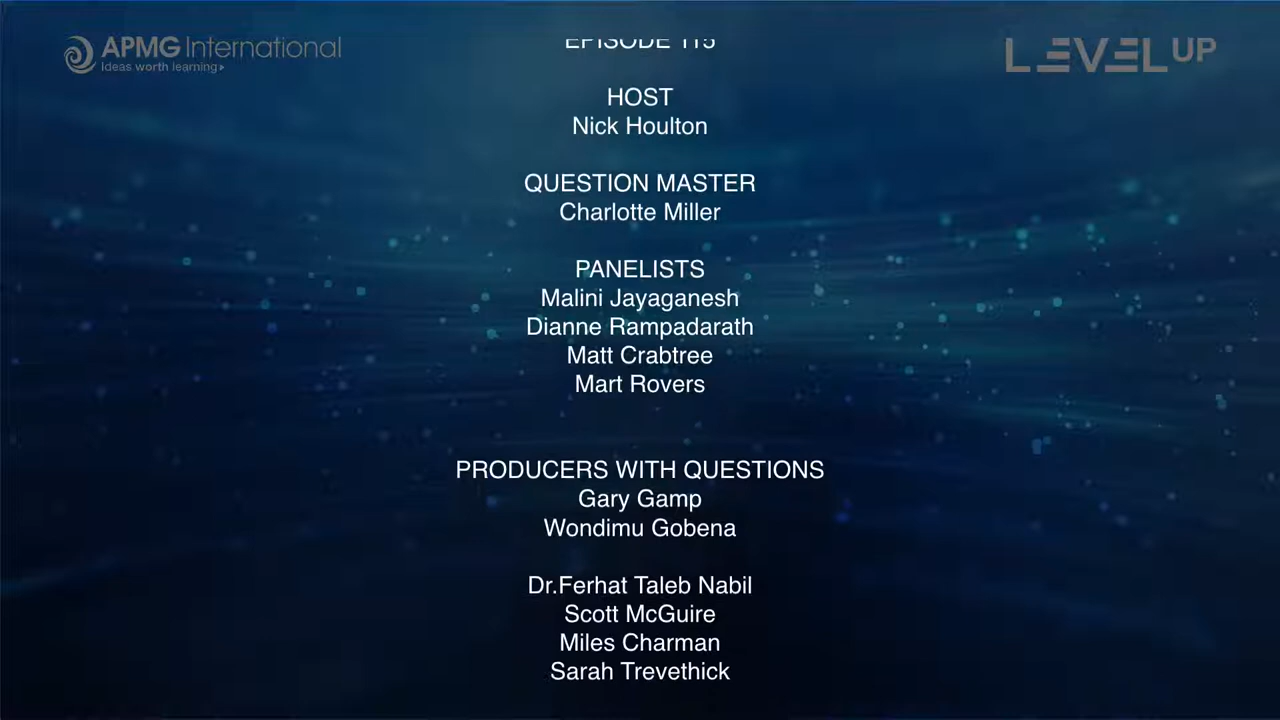 APMG International
Ideas worth learning
LEVEL UP
EPISODE 115
HOST
Nick Houlton
QUESTION MASTER
Charlotte Miller
PANELISTS
Malini Jayaganesh
Dianne Rampadarath
Matt Crabtree
Mart Rovers
PRODUCERS WITH QUESTIONS
Gary Gamp
Wondimu Gobena
Dr.Ferhat Taleb Nabil
Scott McGuire
Miles Charman
Sarah Trevethick